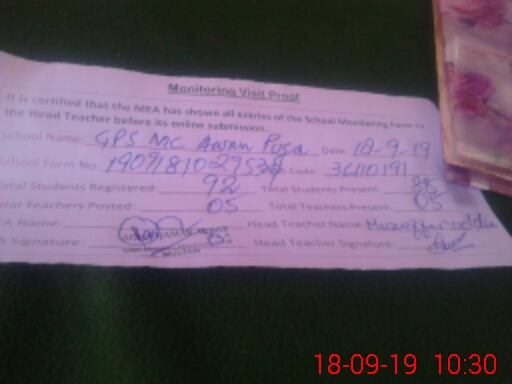 Monitoring Visit Proof
It is certified that the MEA has shown all entries of the School Monitoring Form to
the Head Teacher before its online submission.
School Name: GPS MC Awan Pura Date: 18-9-19
School Form No: Code: 36110191
Total Students Registered: 92 Total Students Present: 88
Total Teachers Posted: 05 Total Teachers Present: 05
MEA Name: Head Teacher Name:
Signature: Head Teacher Signature:
18-09-19 10:30